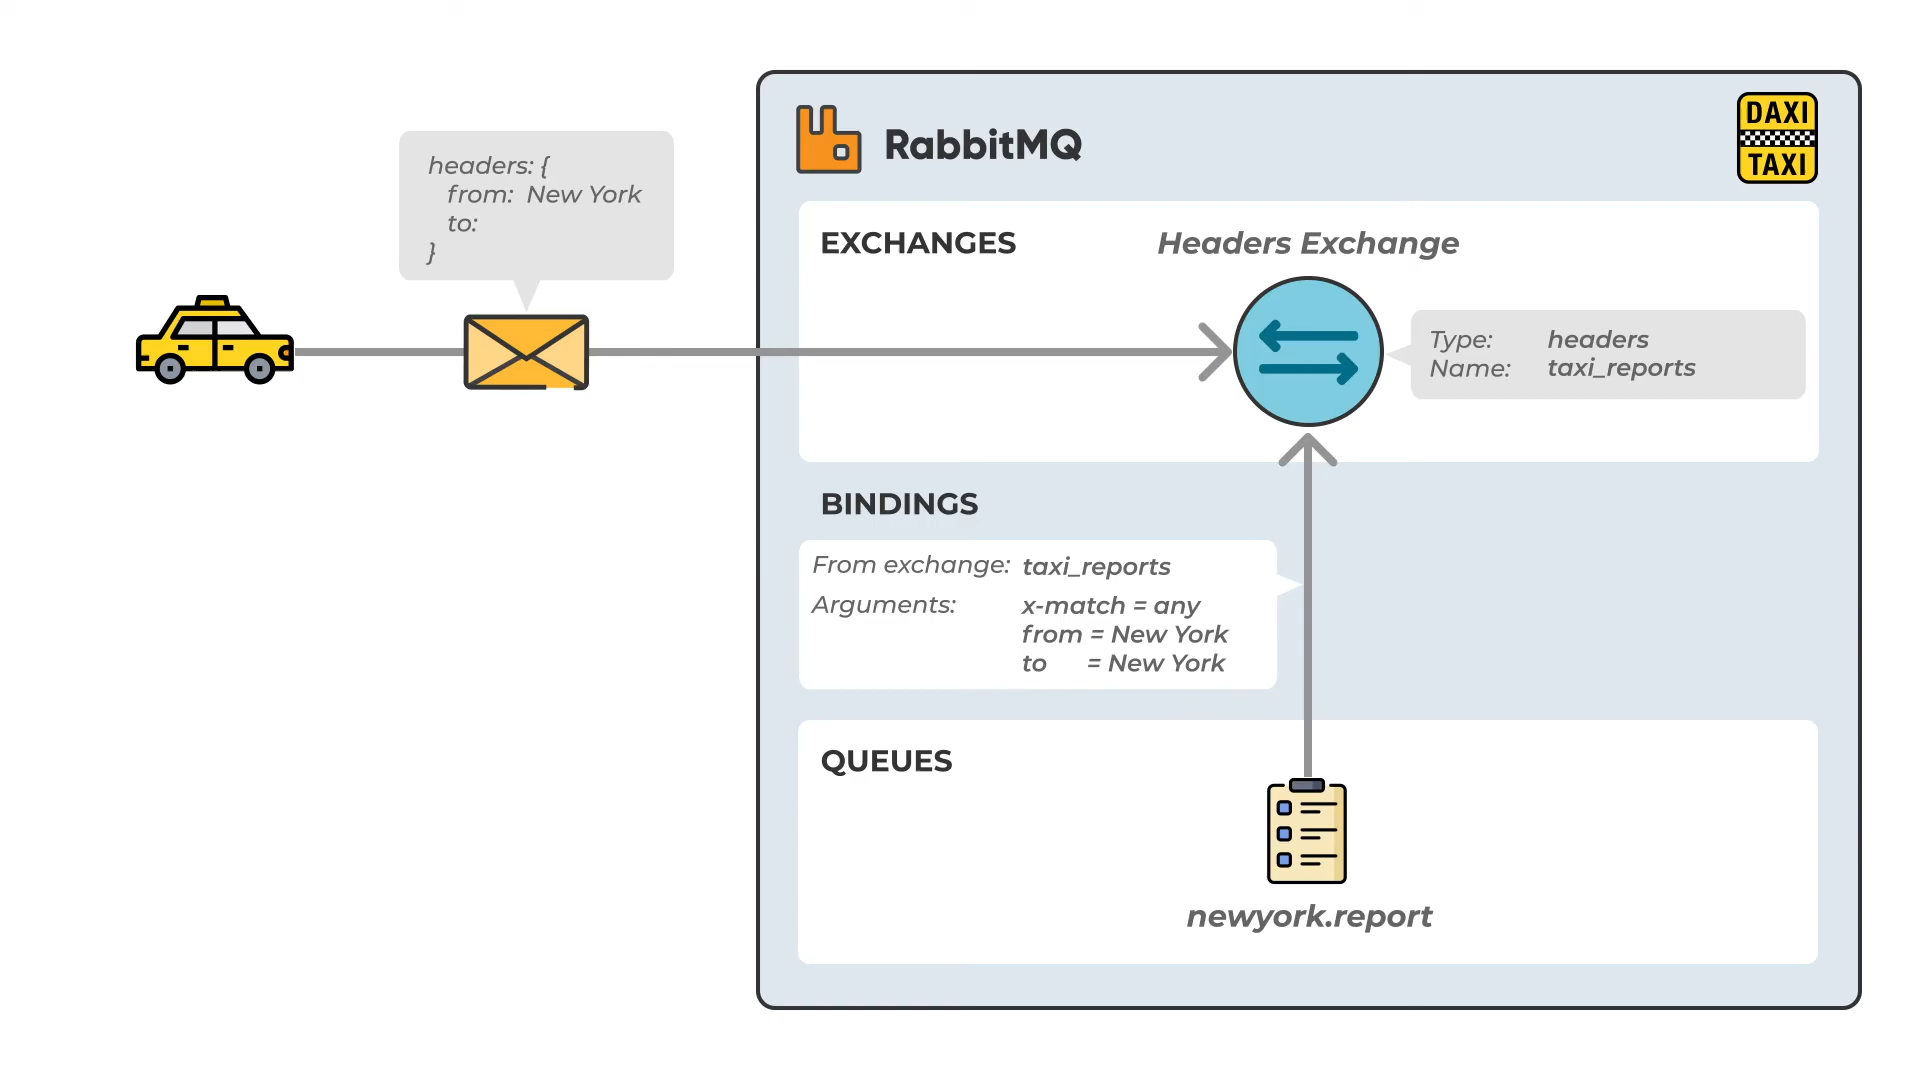 headers: {
from: New York
to:
}
RabbitMQ
DAXI
TAXI
EXCHANGES
Headers Exchange
Type: headers
Name: taxi_reports
BINDINGS
From exchange: taxi_reports
Arguments: x-match = any
from = New York
to = New York
QUEUES
newyork.report